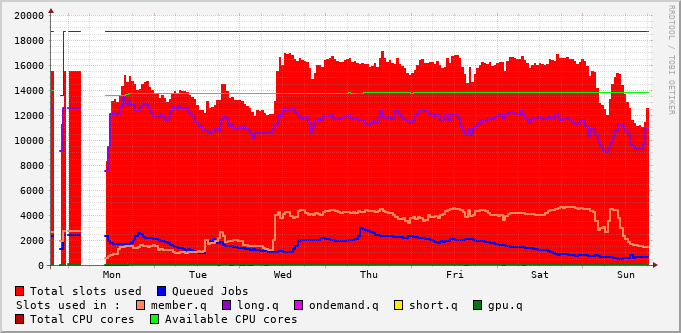 20000
18000
16000
14000
12000
10000
8000
6000
4000
2000
0
Mon Tue Wed Thu Fri Sat Sun
RRDTOOL / TOBI OETIKER
Total slots used Queued Jobs
Slots used in : member.q long.q ondemand.q short.q gpu.q
Total CPU cores Available CPU cores